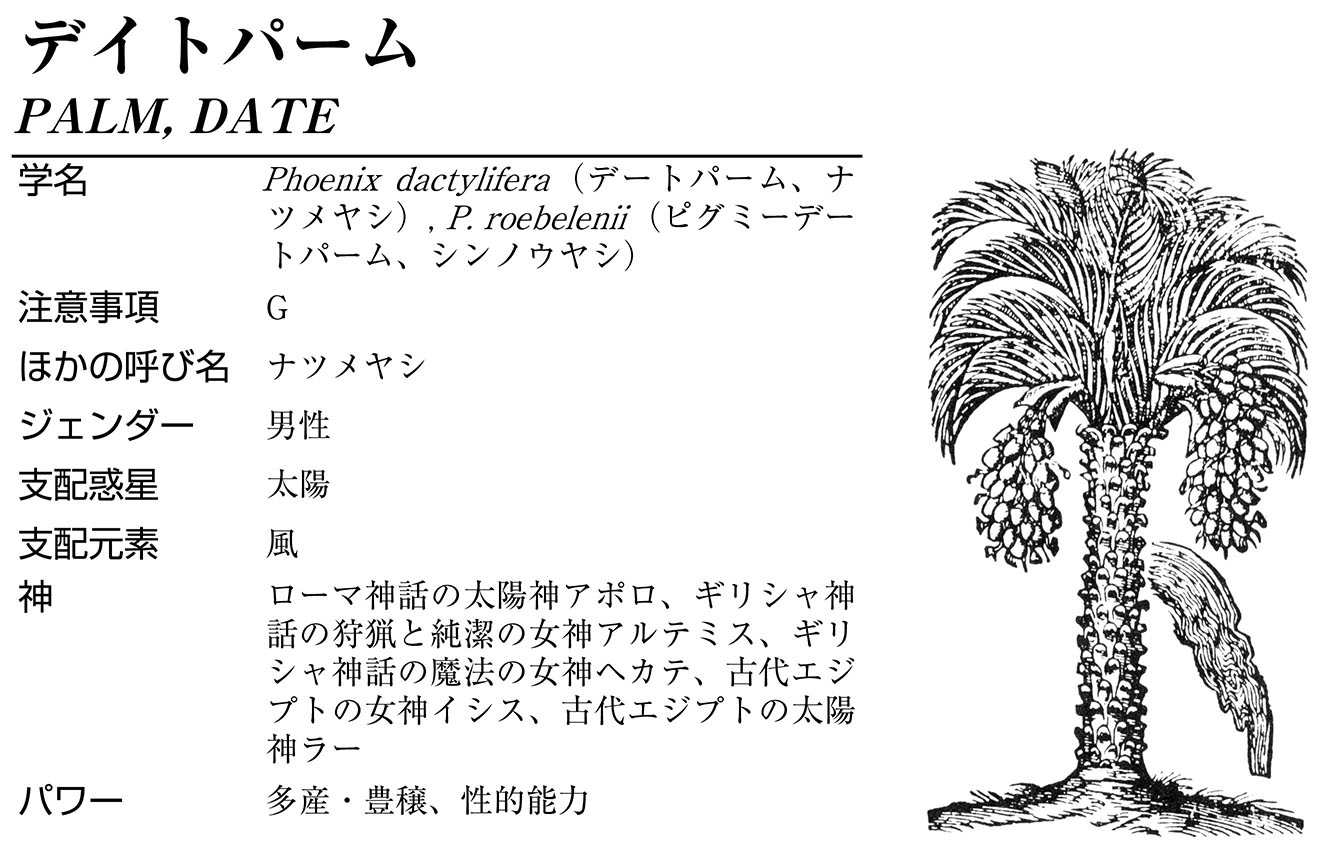 デイトパーム
PALM, DATE
学名 Phoenix dactylifera（デートパーム、ナ
ツメヤシ）, P. roebelenii（ピグミーデー
トパーム、シンノウヤシ）
注意事項 G
ほかの呼び名 ナツメヤシ
ジェンダー 男性
支配惑星 太陽
支配元素 風
神 ローマ神話の太陽神アポロ、ギリシャ神
話の狩猟と純潔の女神アルテミス、ギリ
シャ神話の魔法の女神ヘカテ、古代エジ
プトの女神イシス、古代エジプトの太陽
神ラー
パワー 多産・豊穣、性的能力